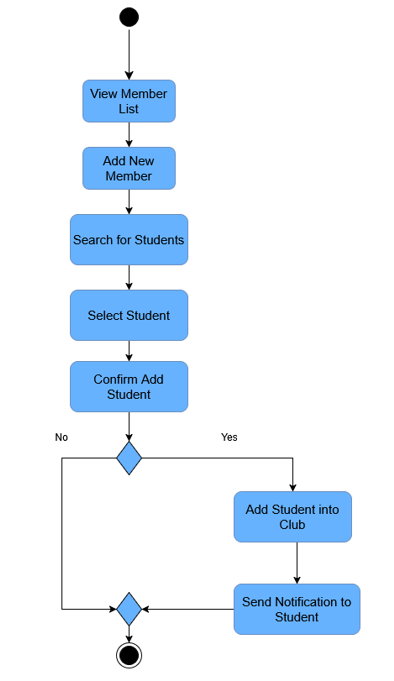 View Member
List
Add New
Member
Search for Students
Select Student
Confirm Add
Student
No
Yes
Add Student into
Club
Send Notification to
Student